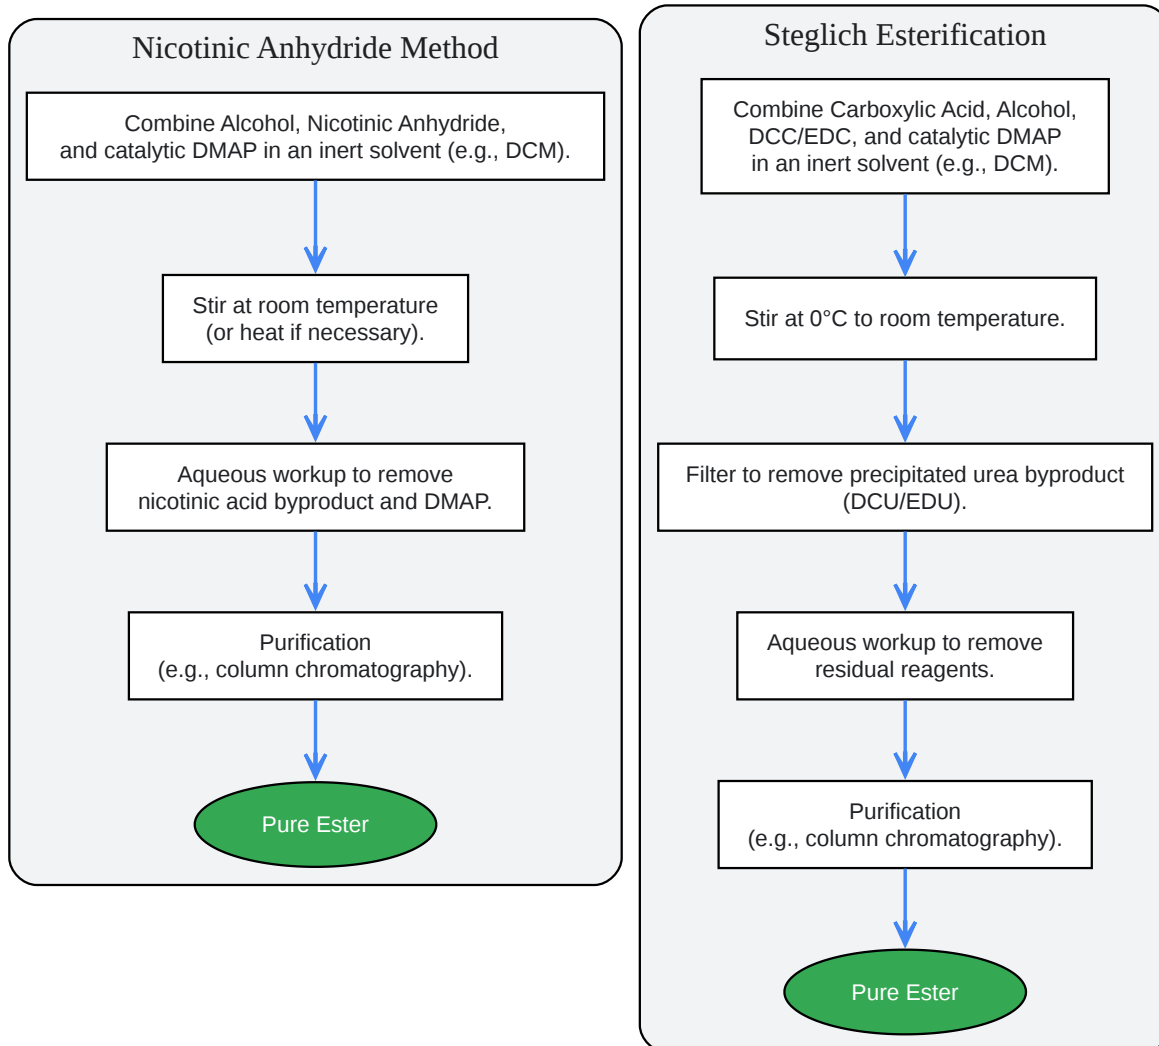 Nicotinic Anhydride Method
Combine Alcohol, Nicotinic Anhydride,
and catalytic DMAP in an inert solvent (e.g., DCM).
Stir at room temperature
(or heat if necessary).
Aqueous workup to remove
nicotinic acid byproduct and DMAP.
Purification
(e.g., column chromatography).
Pure Ester
Steglich Esterification
Combine Carboxylic Acid, Alcohol,
DCC/EDC, and catalytic DMAP
in an inert solvent (e.g., DCM).
Stir at 0°C to room temperature.
Filter to remove precipitated urea byproduct
(DCU/EDU).
Aqueous workup to remove
residual reagents.
Purification
(e.g., column chromatography).
Pure Ester